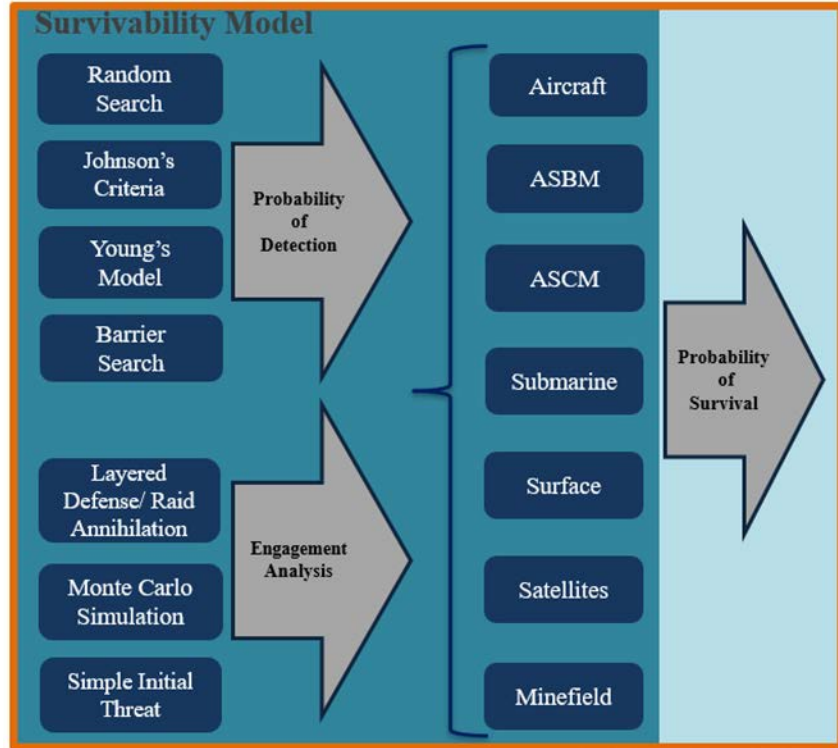 Survivability Model
Random
Search
Johnson's
Criteria
Young's
Model
Barrier
Search
Probability
of
Detection
Layered
Defense/ Raid
Annihilation
Monte Carlo
Simulation
Simple Initial
Threat
Engagement
Analysis
Aircraft
ASBM
ASCM
Submarine
Surface
Satellites
Minefield
Probability
of
Survival